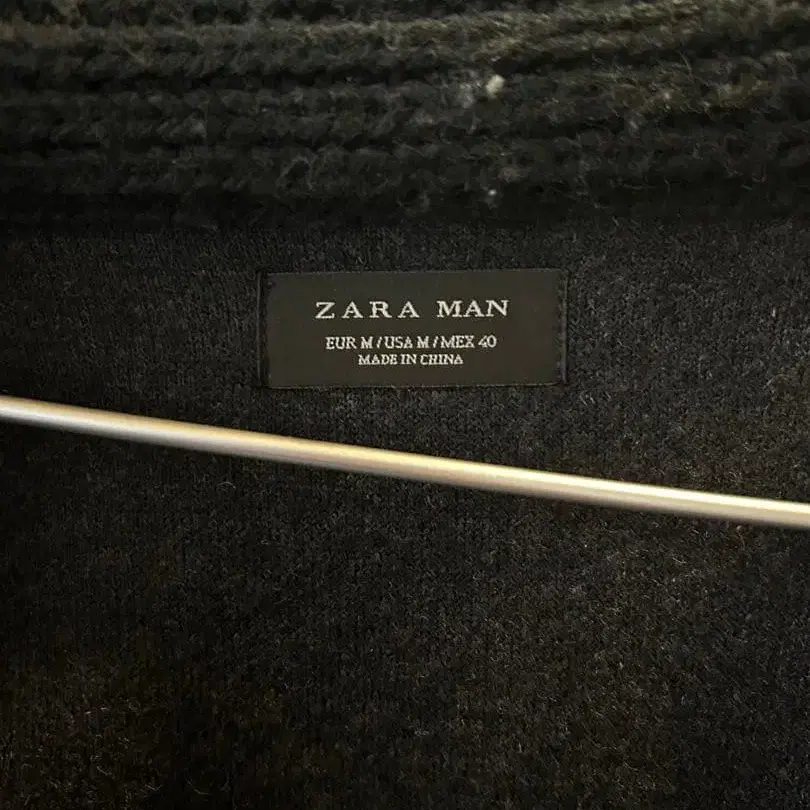 ZARA MAN
EUR M / USA M / MEX 40
MADE IN CHINA